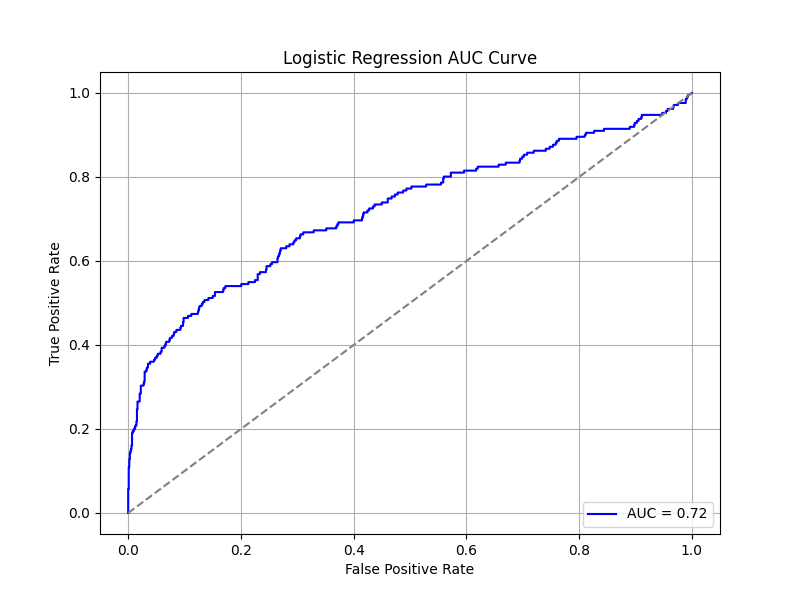 Logistic Regression AUC Curve
True Positive Rate
1.0
0.8
0.6
0.4
0.2
0.0
AUC = 0.72
0.0 0.2 0.4 0.6 0.8 1.0
False Positive Rate